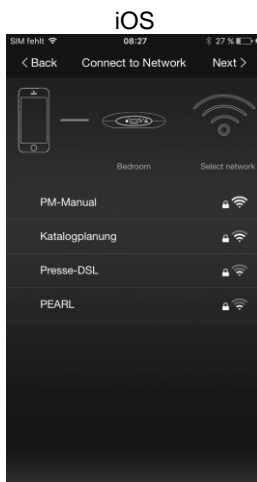 iOS
SIM fehlt 08:27 27 %
< Back Connect to Network Next >
Bedroom Select network
PM-Manual
Katalogplanung
Presse-DSL
PEARL